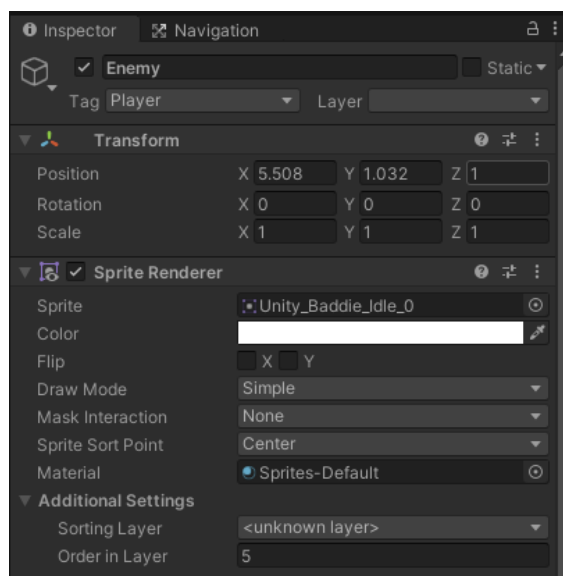 Inspector Navigation
Enemy Static
Tag Player Layer
Transform
Position X 5.508 Y 1.032 Z 1
Rotation X 0 Y 0 Z 0
Scale X 1 Y 1 Z 1
Sprite Renderer
Sprite Unity_Baddie_Idle_0
Color
Flip X Y
Draw Mode Simple
Mask Interaction None
Sprite Sort Point Center
Material Sprites-Default
Additional Settings
Sorting Layer <unknown layer>
Order in Layer 5